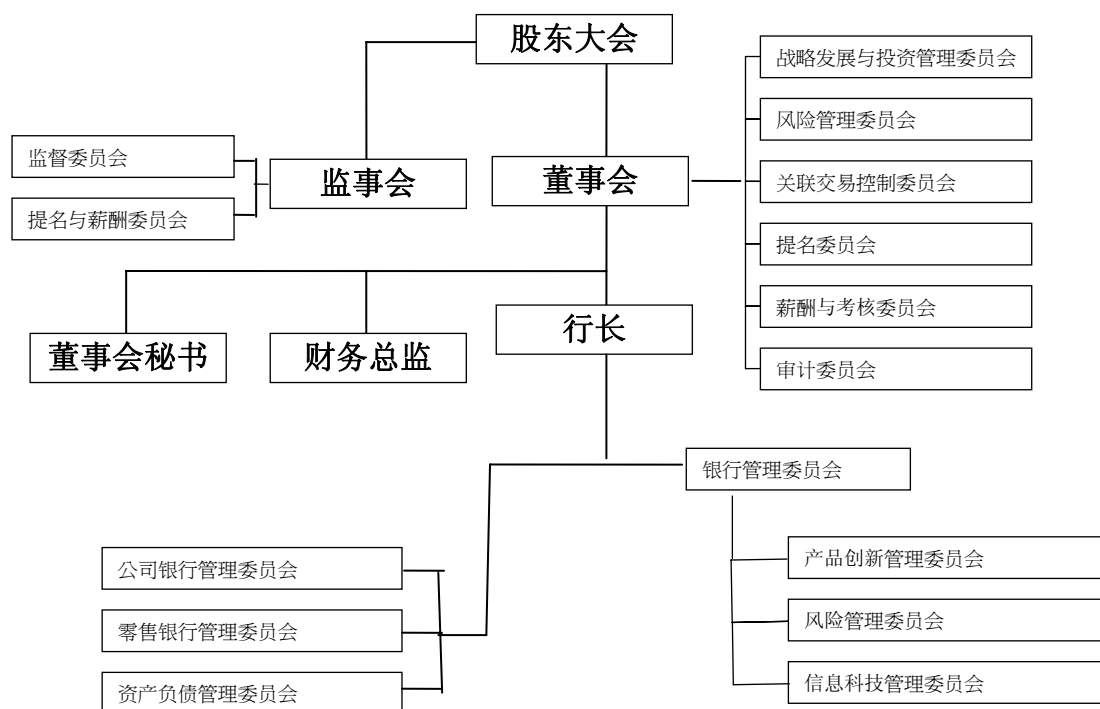 股东大会
战略发展与投资管理委员会
风险管理委员会
监督委员会
监事会
董事会
关联交易控制委员会
提名与薪酬委员会
提名委员会
薪酬与考核委员会
行长
董事会秘书
财务总监
审计委员会
银行管理委员会
公司银行管理委员会
产品创新管理委员会
零售银行管理委员会
风险管理委员会
资产负债管理委员会
信息科技管理委员会